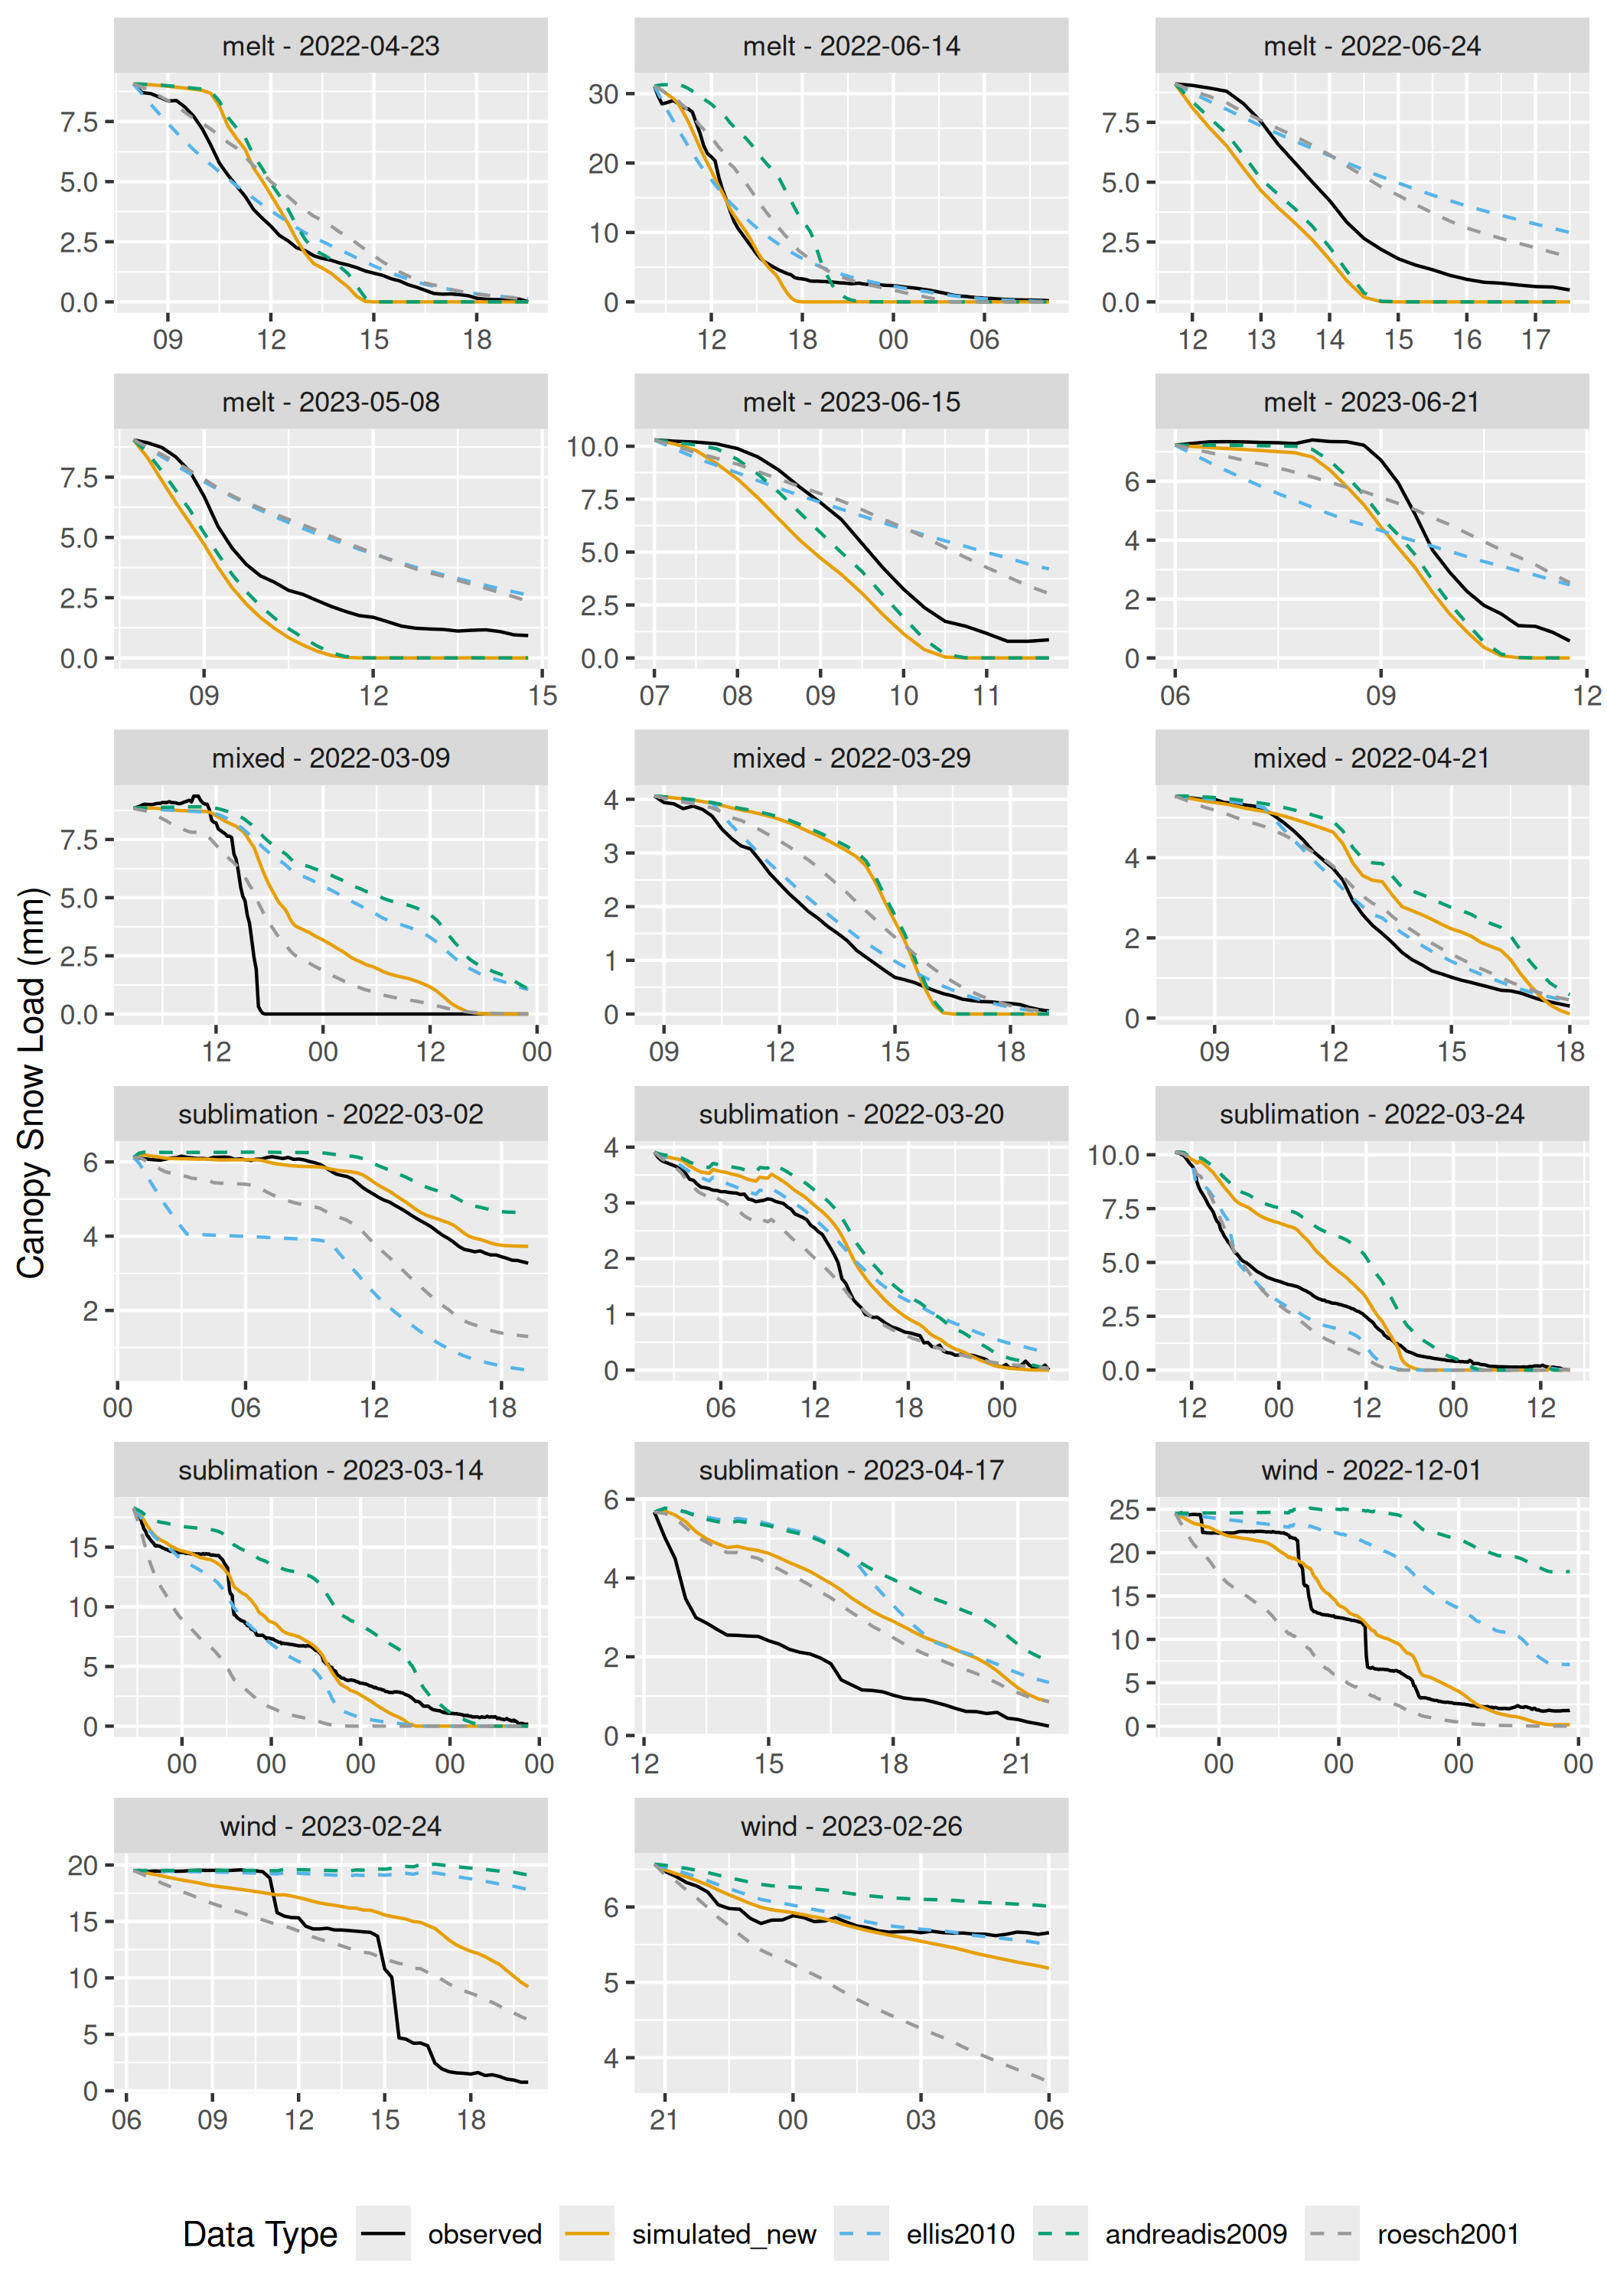 melt - 2022-04-23 melt - 2022-06-14 melt - 2022-06-24
7.5 5.0 2.5 0.0 30 20 10 0 7.5 5.0 2.5 0.0
09 12 15 18 12 18 00 06 12 13 14 15 16 17
melt - 2023-05-08 melt - 2023-06-15 melt - 2023-06-21
7.5 5.0 2.5 0.0 10.0 7.5 5.0 2.5 0.0 6 4 2 0
09 12 15 07 08 09 10 11 06 09 12
mixed - 2022-03-09 mixed - 2022-03-29 mixed - 2022-04-21
7.5 5.0 2.5 0.0 4 3 2 1 0 4 2 0
12 00 12 00 09 12 15 18 09 12 15 18
Canopy Snow Load (mm)
sublimation - 2022-03-02 sublimation - 2022-03-20 sublimation - 2022-03-24
6 4 2 4 3 2 1 0 10.0 7.5 5.0 2.5 0.0
00 06 12 18 06 12 18 00 12 00 12 00 12
sublimation - 2023-03-14 sublimation - 2023-04-17 wind - 2022-12-01
15 10 5 0 6 4 2 0 25 20 15 10 5 0
00 00 00 00 00 12 15 18 21 00 00 00 00
wind - 2023-02-24 wind - 2023-02-26
20 15 10 5 0 6 5 4
06 09 12 15 18 21 00 03 06
Data Type observed simulated_new ellis2010 andreadis2009 roesch2001